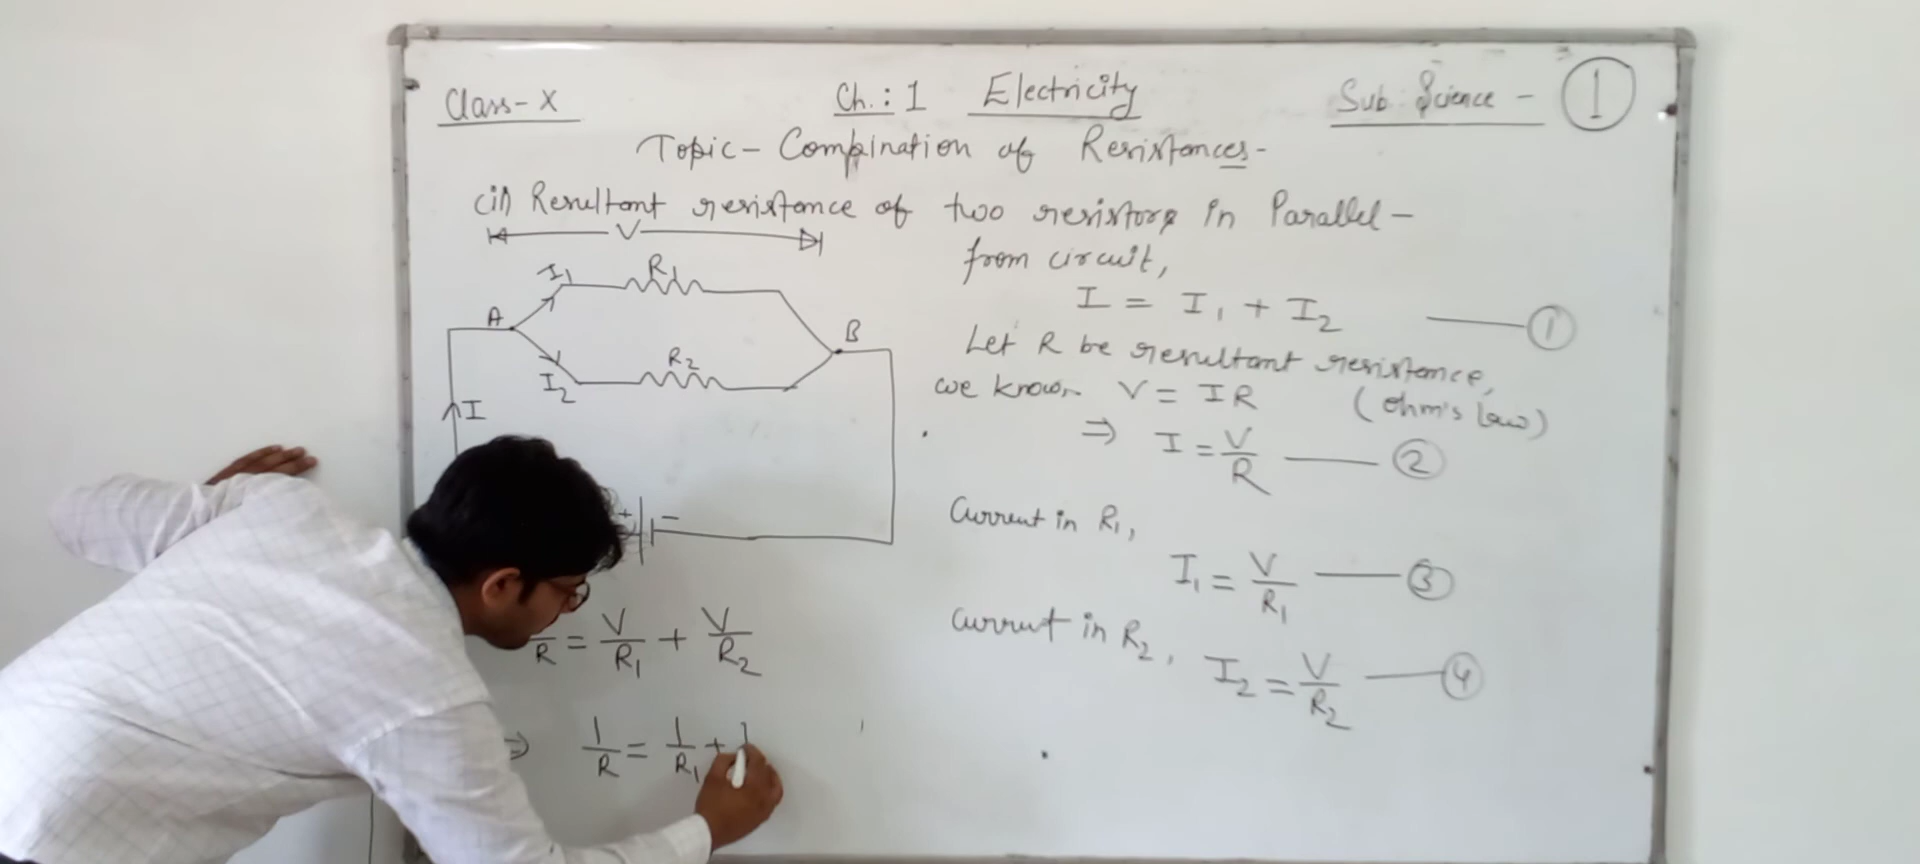 Class-X
Ch.: 1 Electricity
Sub Science - 1
Topic- Combination of Resistances-
(ii) Resultant resistance of two resistors in Parallel -
V
I1 R1
A
B
I2 R2
I
+ -
from circuit,
I = I1 + I2 —— 1
Let R be resultant resistance,
we know V = IR (ohm's law)
⇒ I = V/R —— 2
Current in R1,
I1 = V/R1 —— 3
Current in R2,
I2 = V/R2 —— 4
R = V/R1 + V/R2
⇒ 1/R = 1/R1 + 1